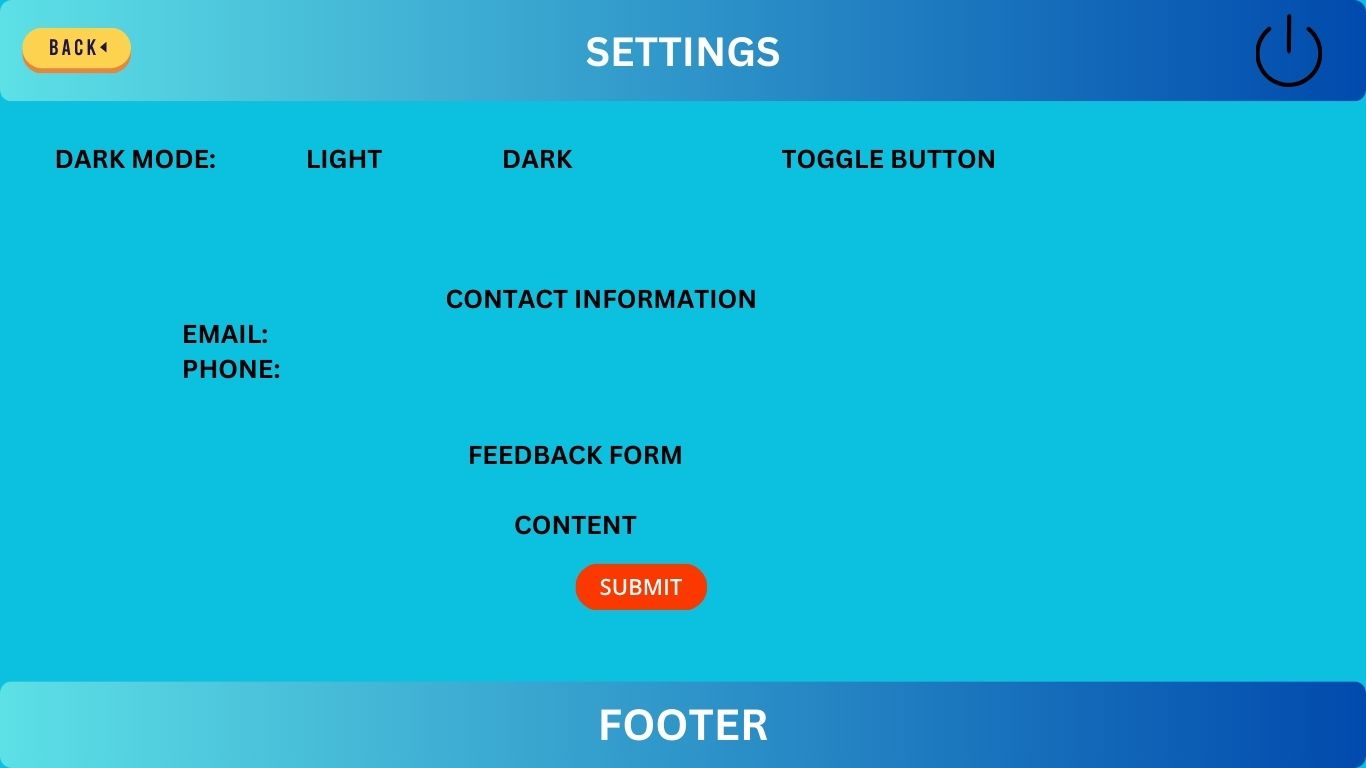 BACK
SETTINGS
DARK MODE: LIGHT DARK TOGGLE BUTTON
CONTACT INFORMATION
EMAIL:
PHONE:
FEEDBACK FORM
CONTENT
SUBMIT
FOOTER